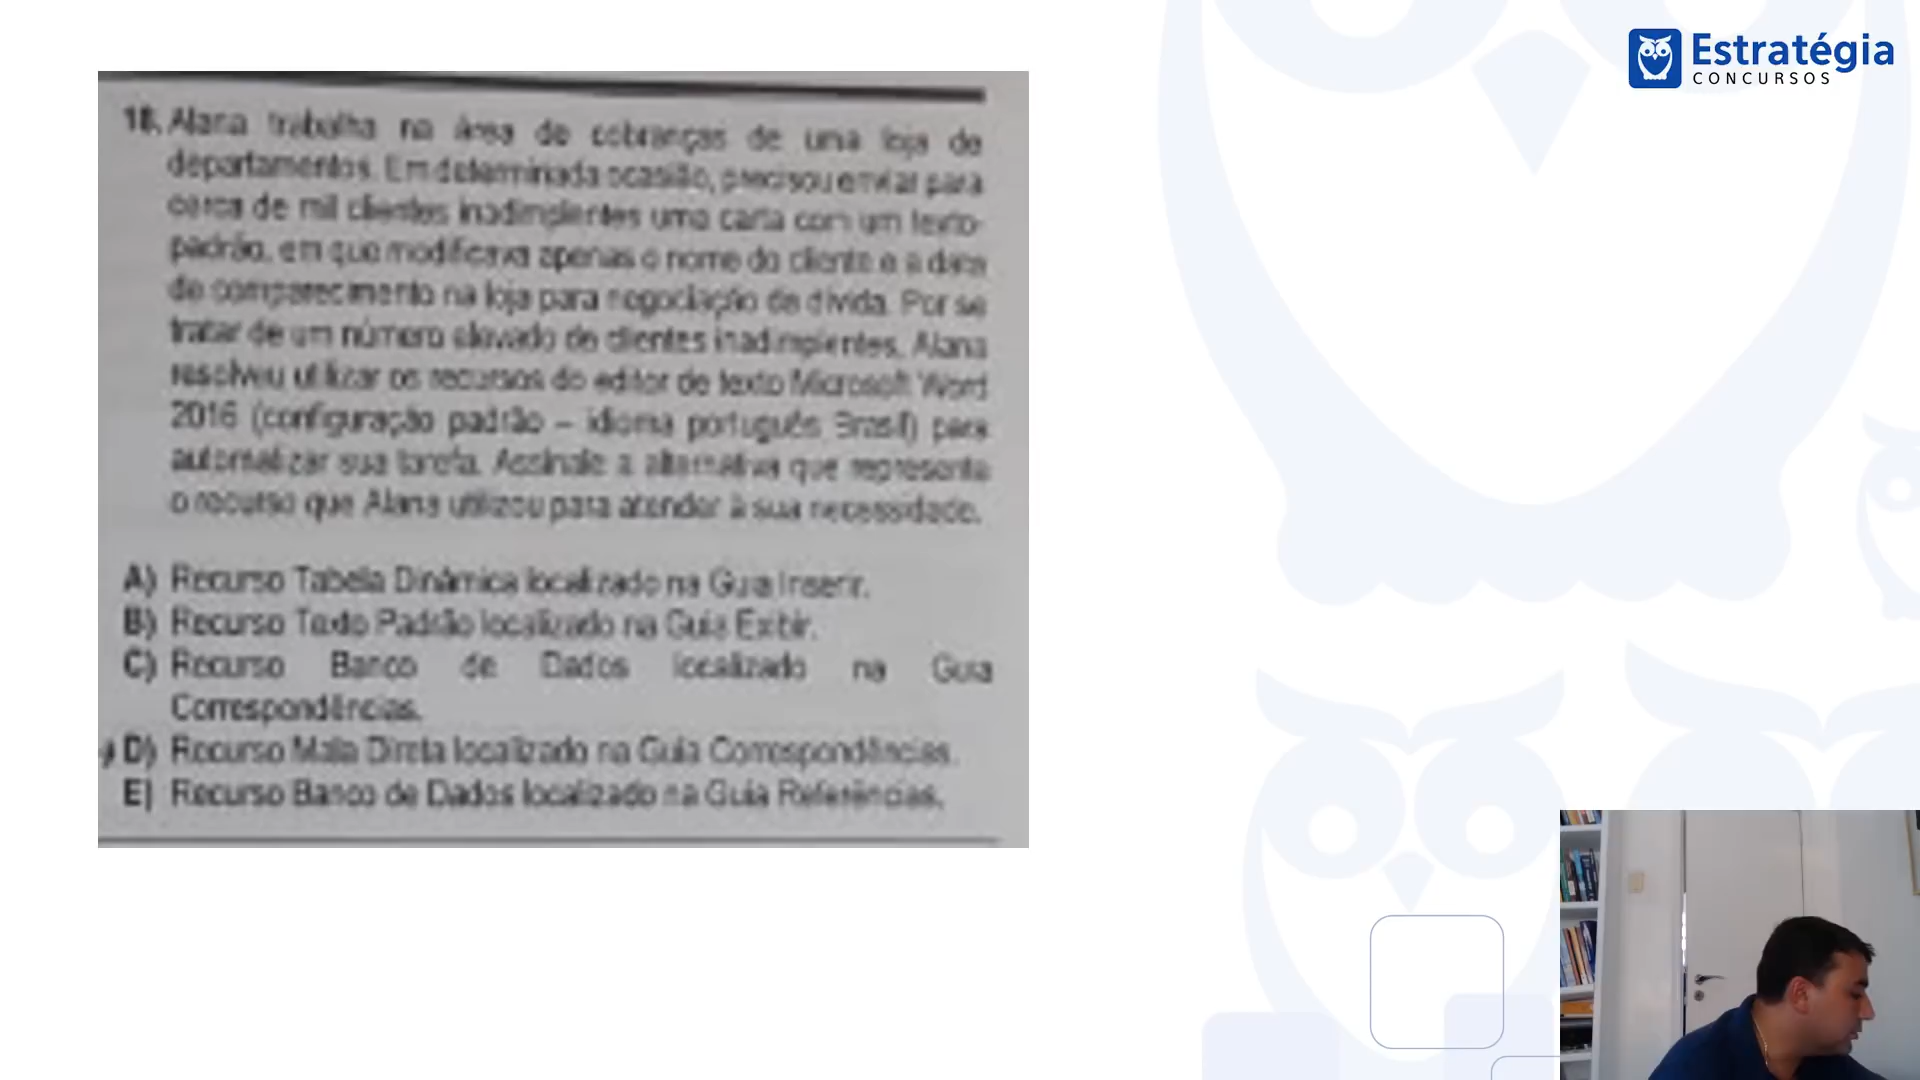 Estratégia
CONCURSOS
18. Alana trabalha na área de cobranças de uma loja de
departamentos. Em determinada ocasião, precisou enviar para
cerca de mil clientes inadimplentes uma carta com um texto-
padrão, em que modificava apenas o nome do cliente e a data
de comparecimento na loja para negociação da dívida. Por se
tratar de um número elevado de clientes inadimplentes, Alana
resolveu utilizar os recursos do editor de texto Microsoft Word
2016 (configuração padrão – idioma português Brasil) para
automatizar sua tarefa. Assinale a alternativa que representa
o recurso que Alana utilizou para atender à sua necessidade.
A) Recurso Tabela Dinâmica localizado na Guia Inserir.
B) Recurso Texto Padrão localizado na Guia Exibir.
C) Recurso Banco de Dados localizado na Guia
Correspondências.
D) Recurso Mala Direta localizado na Guia Correspondências.
E) Recurso Banco de Dados localizado na Guia Referências.